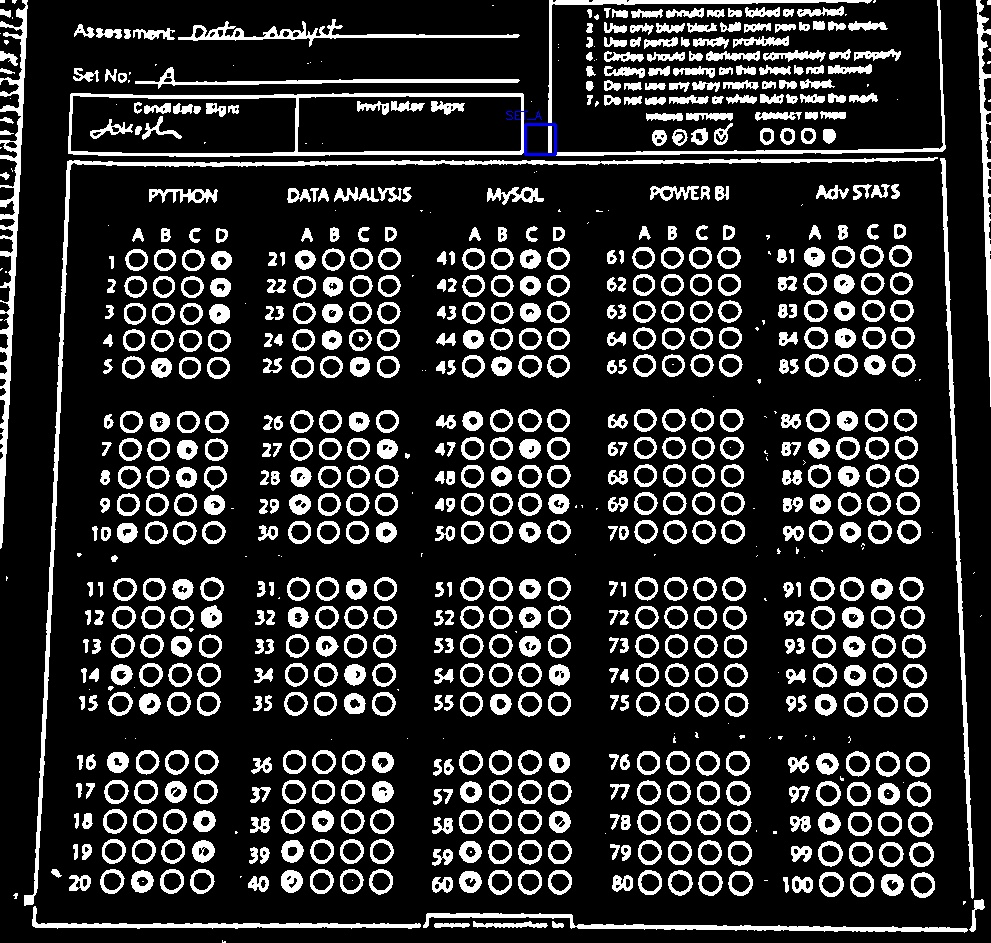 Assessment: Data Analyst
Set No: A
Candidate Sign:
Invigilator Sign:
SET_A
1. This sheet should not be folded or crushed
2 Use only blue/ black ball point pen to fill the circles.
3 Use of pencil is strictly prohibited
4. Circles should be darkened completely and properly
5. Cutting and erasing on this sheet is not allowed
6 Do not use any stray marks on the sheet.
7, Do not use marker or white fluid to hide the mark
WRONG METHODS CORRECT METHOD
PYTHON DATA ANALYSIS MySQL POWER BI Adv STATS
A B C D A B C D A B C D A B C D A B C D
1 21 41 61 81
2 22 42 62 82
3 23 43 63 83
4 24 44 64 84
5 25 45 65 85
6 26 46 66 86
7 27 47 67 87
8 28 48 68 88
9 29 49 69 89
10 30 50 70 90
11 31 51 71 91
12 32 52 72 92
13 33 53 73 93
14 34 54 74 94
15 35 55 75 95
16 36 56 76 96
17 37 57 77 97
18 38 58 78 98
19 39 59 79 99
20 40 60 80 100